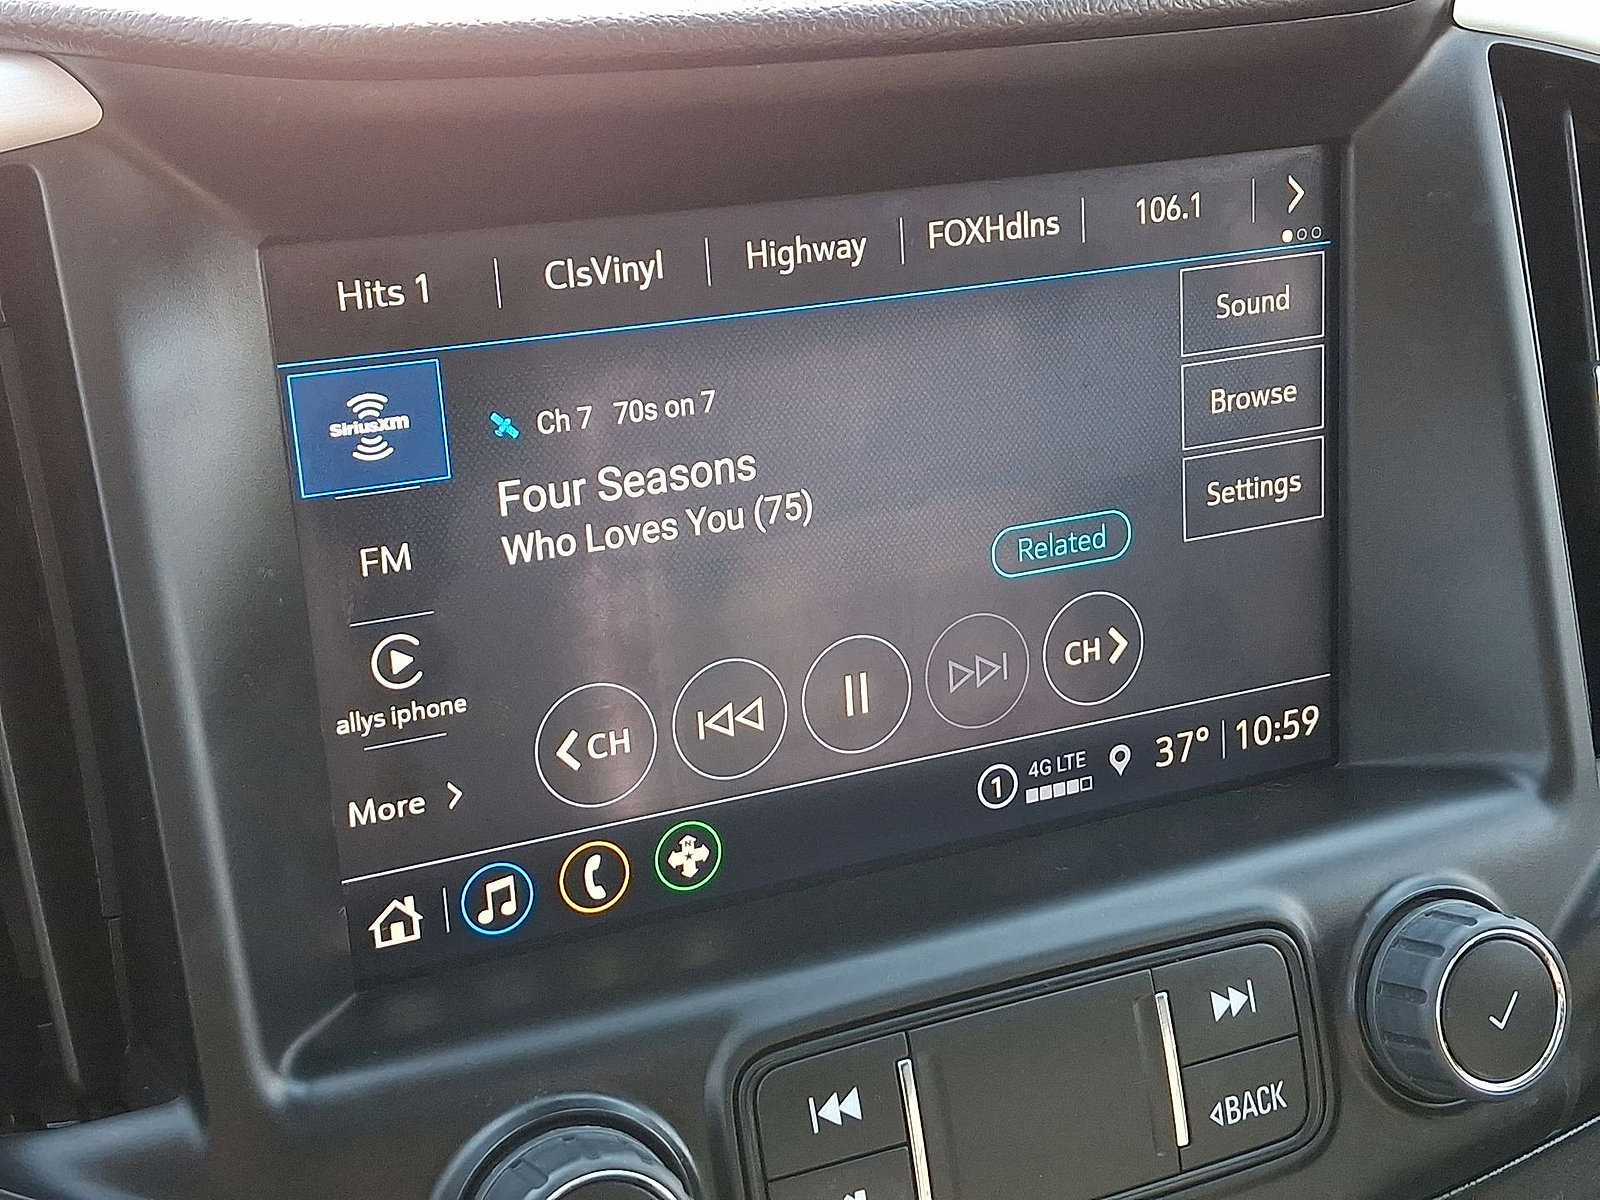 Hits 1
ClsVinyl
Highway
FOXHdlns
106.1
SiriusXM
Ch 7 70s on 7
Four Seasons
Who Loves You (75)
Related
Sound
Browse
Settings
FM
allys iphone
More
CH
CH
1
4G LTE
37°
10:59
N
BACK